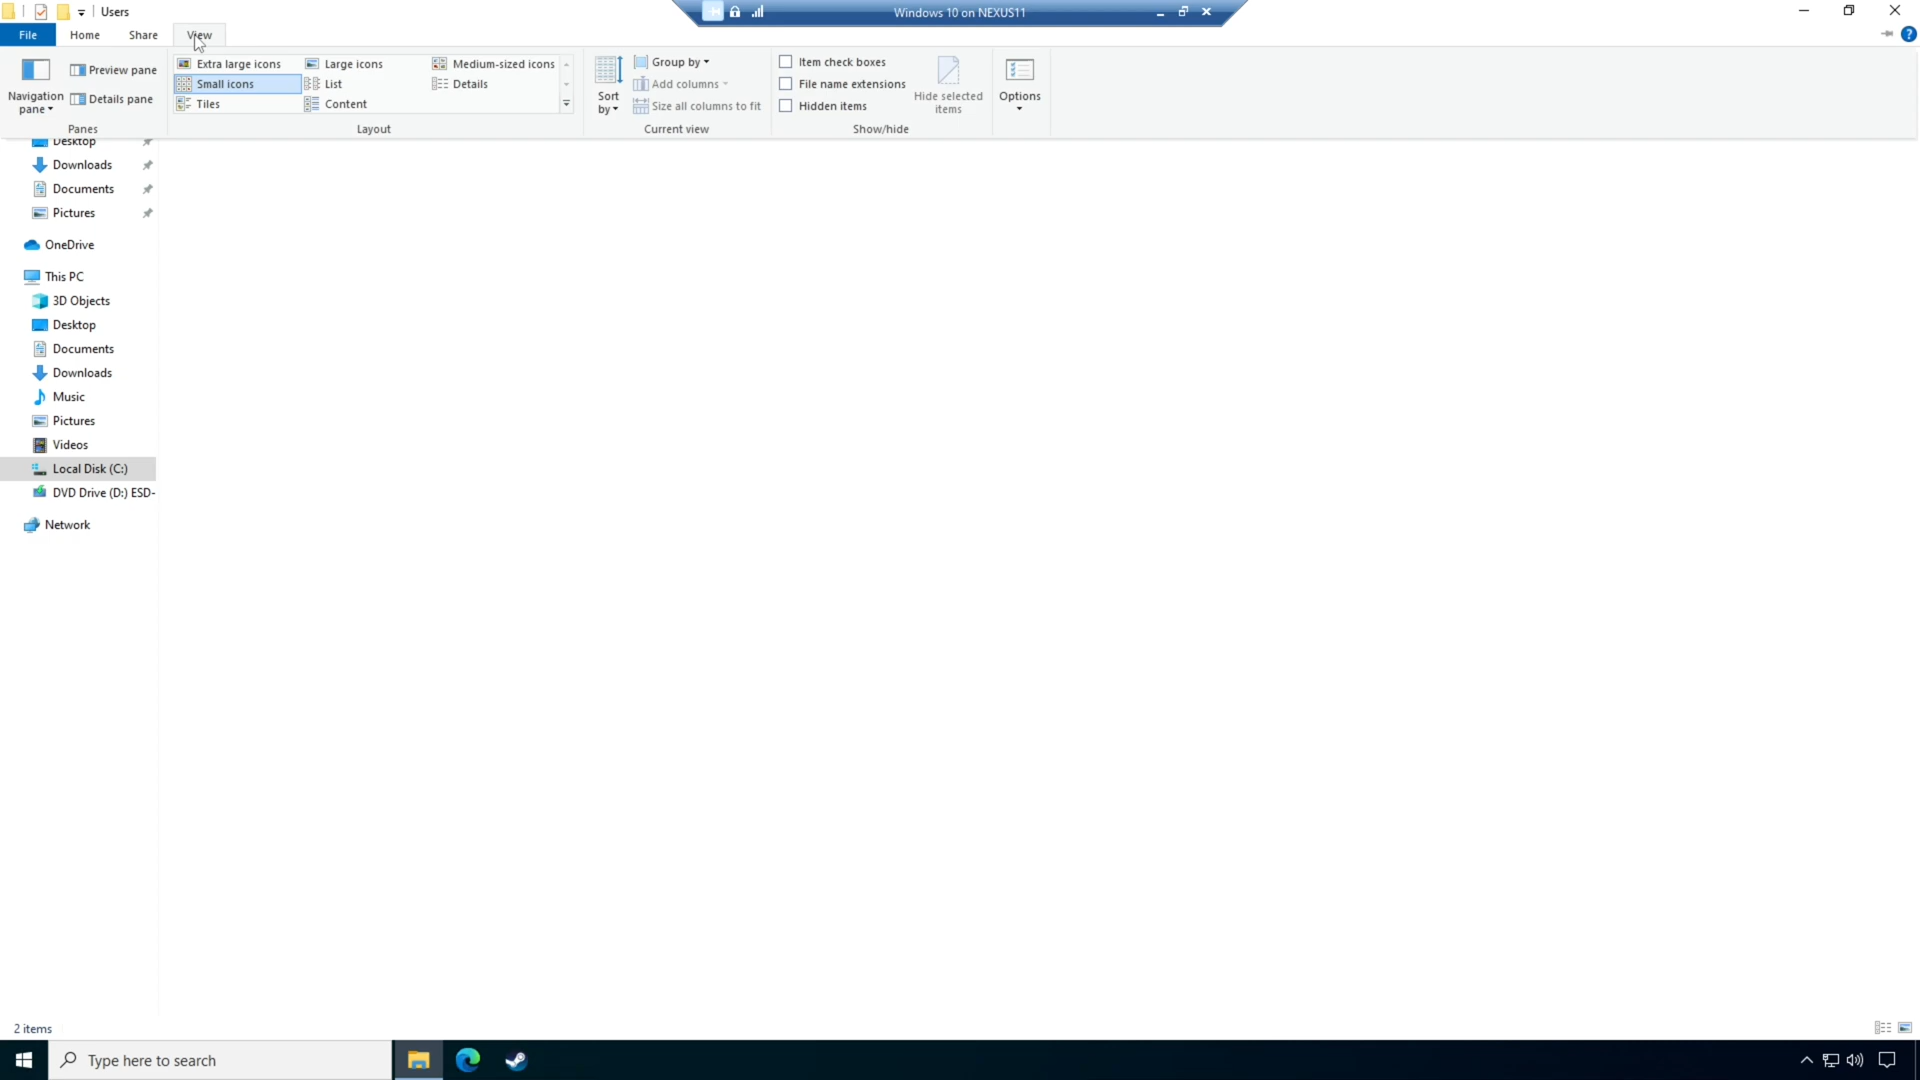 Users
Windows 10 on NEXUS11
File Home Share View
Navigation pane
Preview pane
Details pane
Panes
Extra large icons Large icons Medium-sized icons
Small icons List Details
Tiles Content
Layout
Sort by
Group by
Add columns
Size all columns to fit
Current view
Item check boxes
File name extensions
Hidden items
Hide selected items
Show/hide
Options
Desktop
Downloads
Documents
Pictures
OneDrive
This PC
3D Objects
Desktop
Documents
Downloads
Music
Pictures
Videos
Local Disk (C:)
DVD Drive (D:) ESD-
Network
2 items
Type here to search